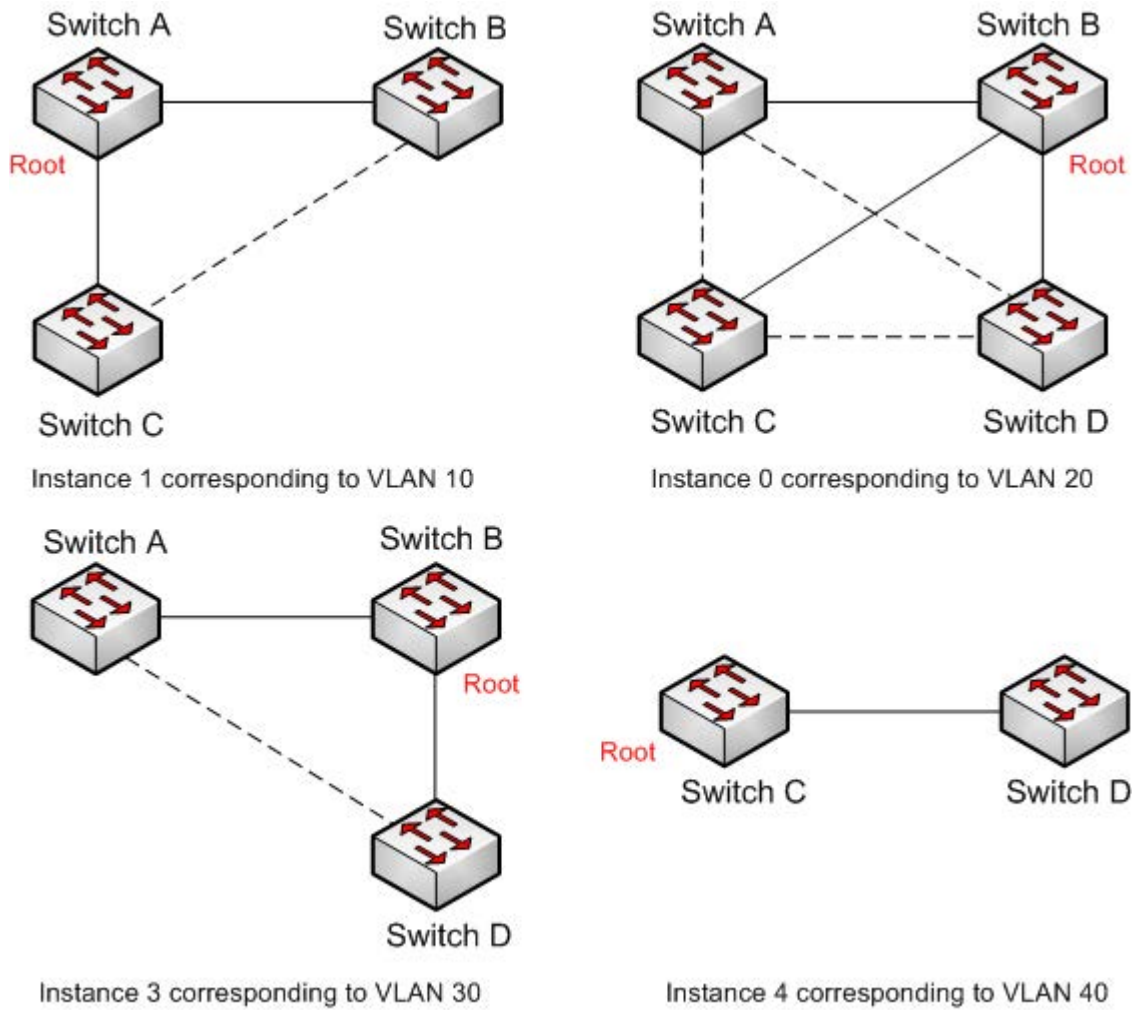 Switch A
Switch B
Root
Switch C
Instance 1 corresponding to VLAN 10
Switch A
Switch B
Root
Switch C
Switch D
Instance 0 corresponding to VLAN 20
Switch A
Switch B
Root
Switch D
Instance 3 corresponding to VLAN 30
Root
Switch C
Switch D
Instance 4 corresponding to VLAN 40